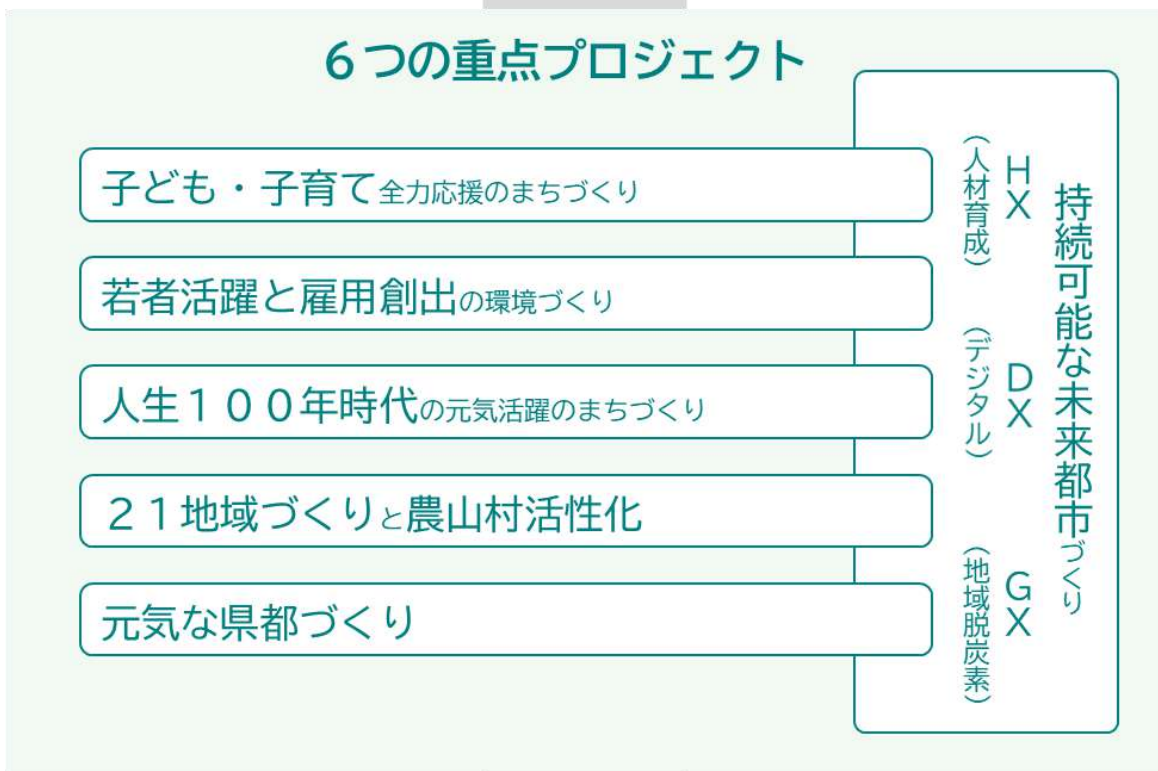 ６つの重点プロジェクト
子ども・子育て全力応援のまちづくり
若者活躍と雇用創出の環境づくり
人生１００年時代の元気活躍のまちづくり
２１地域づくりと農山村活性化
元気な県都づくり
持続可能な未来都市づくり
ＨＸ
（人材育成）
ＤＸ
（デジタル）
ＧＸ
（地域脱炭素）